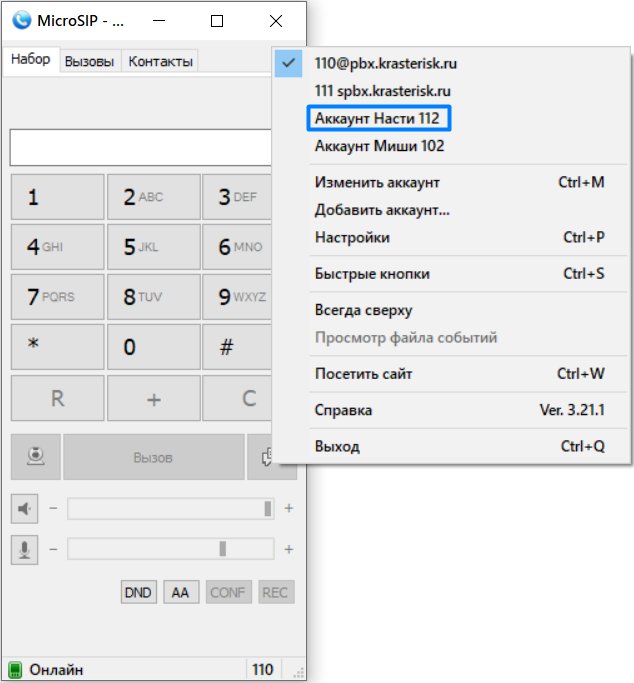 MicroSIP - ...
Набор Вызовы Контакты
1 2 ABC 3 DEF
4 GHI 5 JKL 6 MNO
7 PQRS 8 TUV 9 WXYZ
* 0 #
R + C
Вызов
- +
- +
DND AA CONF REC
Онлайн 110
110@pbx.krasterisk.ru
111 spbx.krasterisk.ru
Аккаунт Насти 112
Аккаунт Миши 102
Изменить аккаунт Ctrl+M
Добавить аккаунт...
Настройки Ctrl+P
Быстрые кнопки Ctrl+S
Всегда сверху
Просмотр файла событий
Посетить сайт Ctrl+W
Справка Ver. 3.21.1
Выход Ctrl+Q